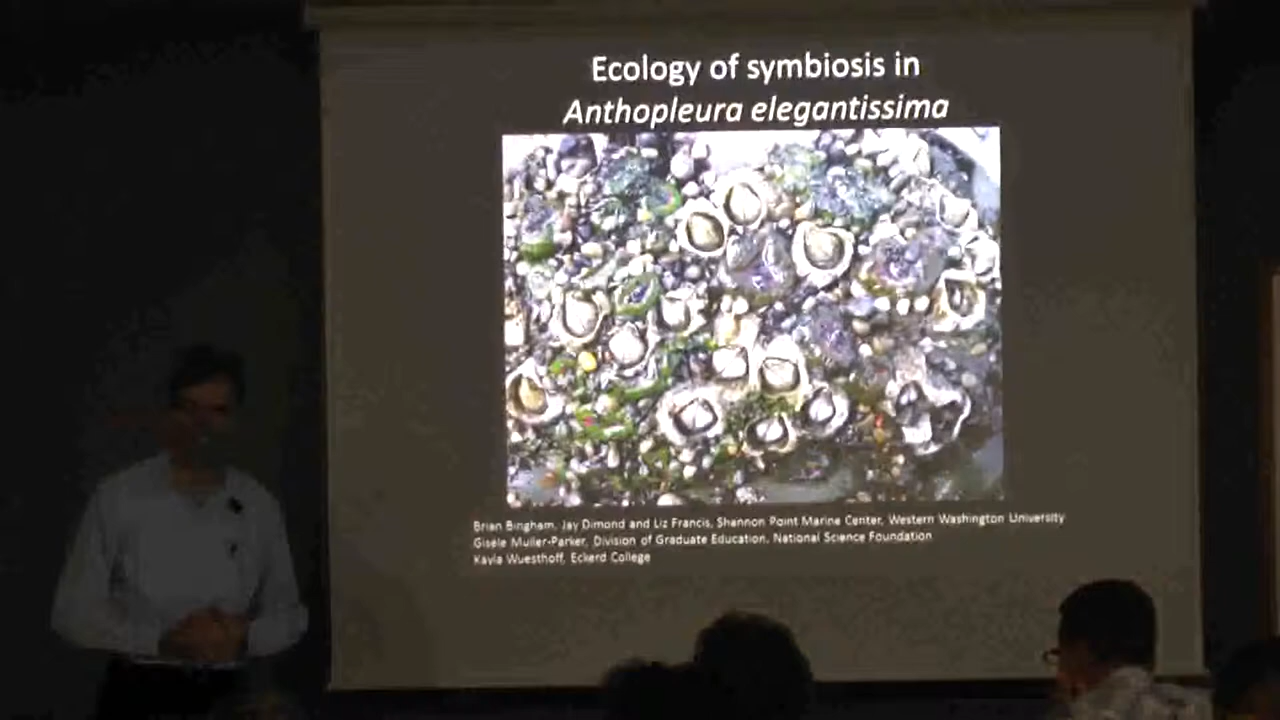 Ecology of symbiosis in
Anthopleura elegantissima
Brian Bingham, Jay Dimond and Liz Francis, Shannon Point Marine Center, Western Washington University
Gisèle Muller-Parker, Division of Graduate Education, National Science Foundation
Kayla Wuesthoff, Eckerd College